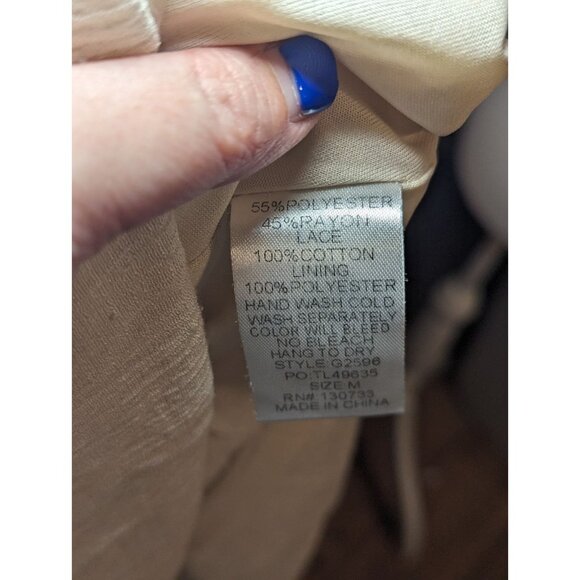 55%POLYESTER
45%RAYON
LACE
100%COTTON
LINING
100%POLYESTER
HAND WASH COLD
WASH SEPARATELY
COLOR WILL BLEED
NO BLEACH
HANG TO DRY
STYLE:G2596
PO:TL49635
SIZE:M
RN#:130733
MADE IN CHINA